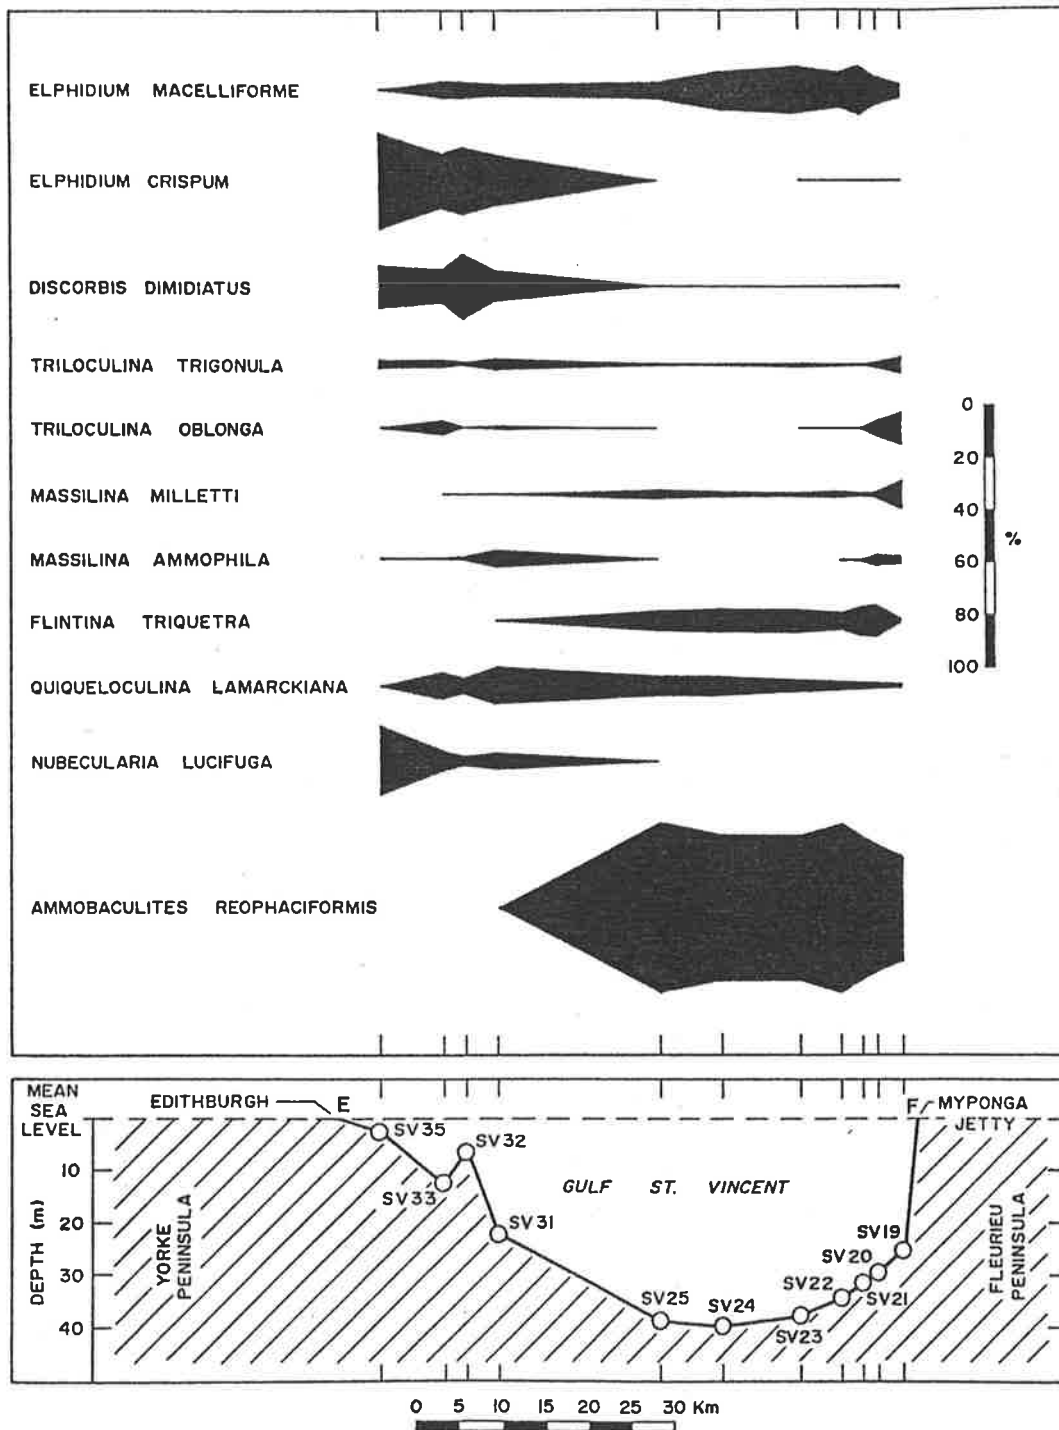 ELPHIDIUM MACELLIFORME
ELPHIDIUM CRISPUM
DISCORBIS DIMIDIATUS
TRILOCULINA TRIGONULA
TRILOCULINA OBLONGA
MASSILINA MILLETTI
MASSILINA AMMOPHILA
FLINTINA TRIQUETRA
QUIQUELOCULINA LAMARCKIANA
NUBECULARIA LUCIFUGA
AMMOBACULITES REOPHACIFORMIS
0
20
40
%
60
80
100
MEAN
SEA
LEVEL
EDITHBURGH
E
F
MYPONGA
JETTY
SV35
SV32
SV33
SV31
GULF ST. VINCENT
SV19
SV20
SV22
SV21
SV25
SV24
SV23
10
20
30
40
DEPTH (m)
YORKE
PENINSULA
FLEURIEU
PENINSULA
0 5 10 15 20 25 30 Km